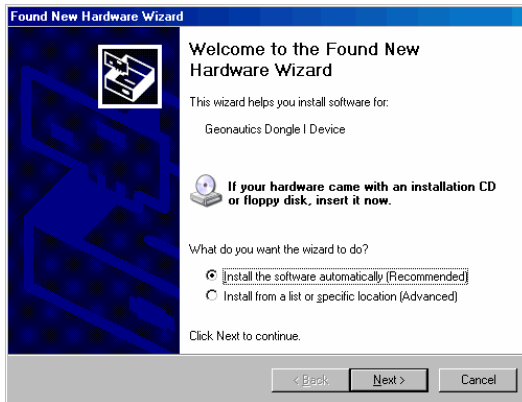 Found New Hardware Wizard
Welcome to the Found New
Hardware Wizard
This wizard helps you install software for:
Geonautics Dongle I Device
If your hardware came with an installation CD
or floppy disk, insert it now.
What do you want the wizard to do?
Install the software automatically (Recommended)
Install from a list or specific location (Advanced)
Click Next to continue.
< Back Next > Cancel